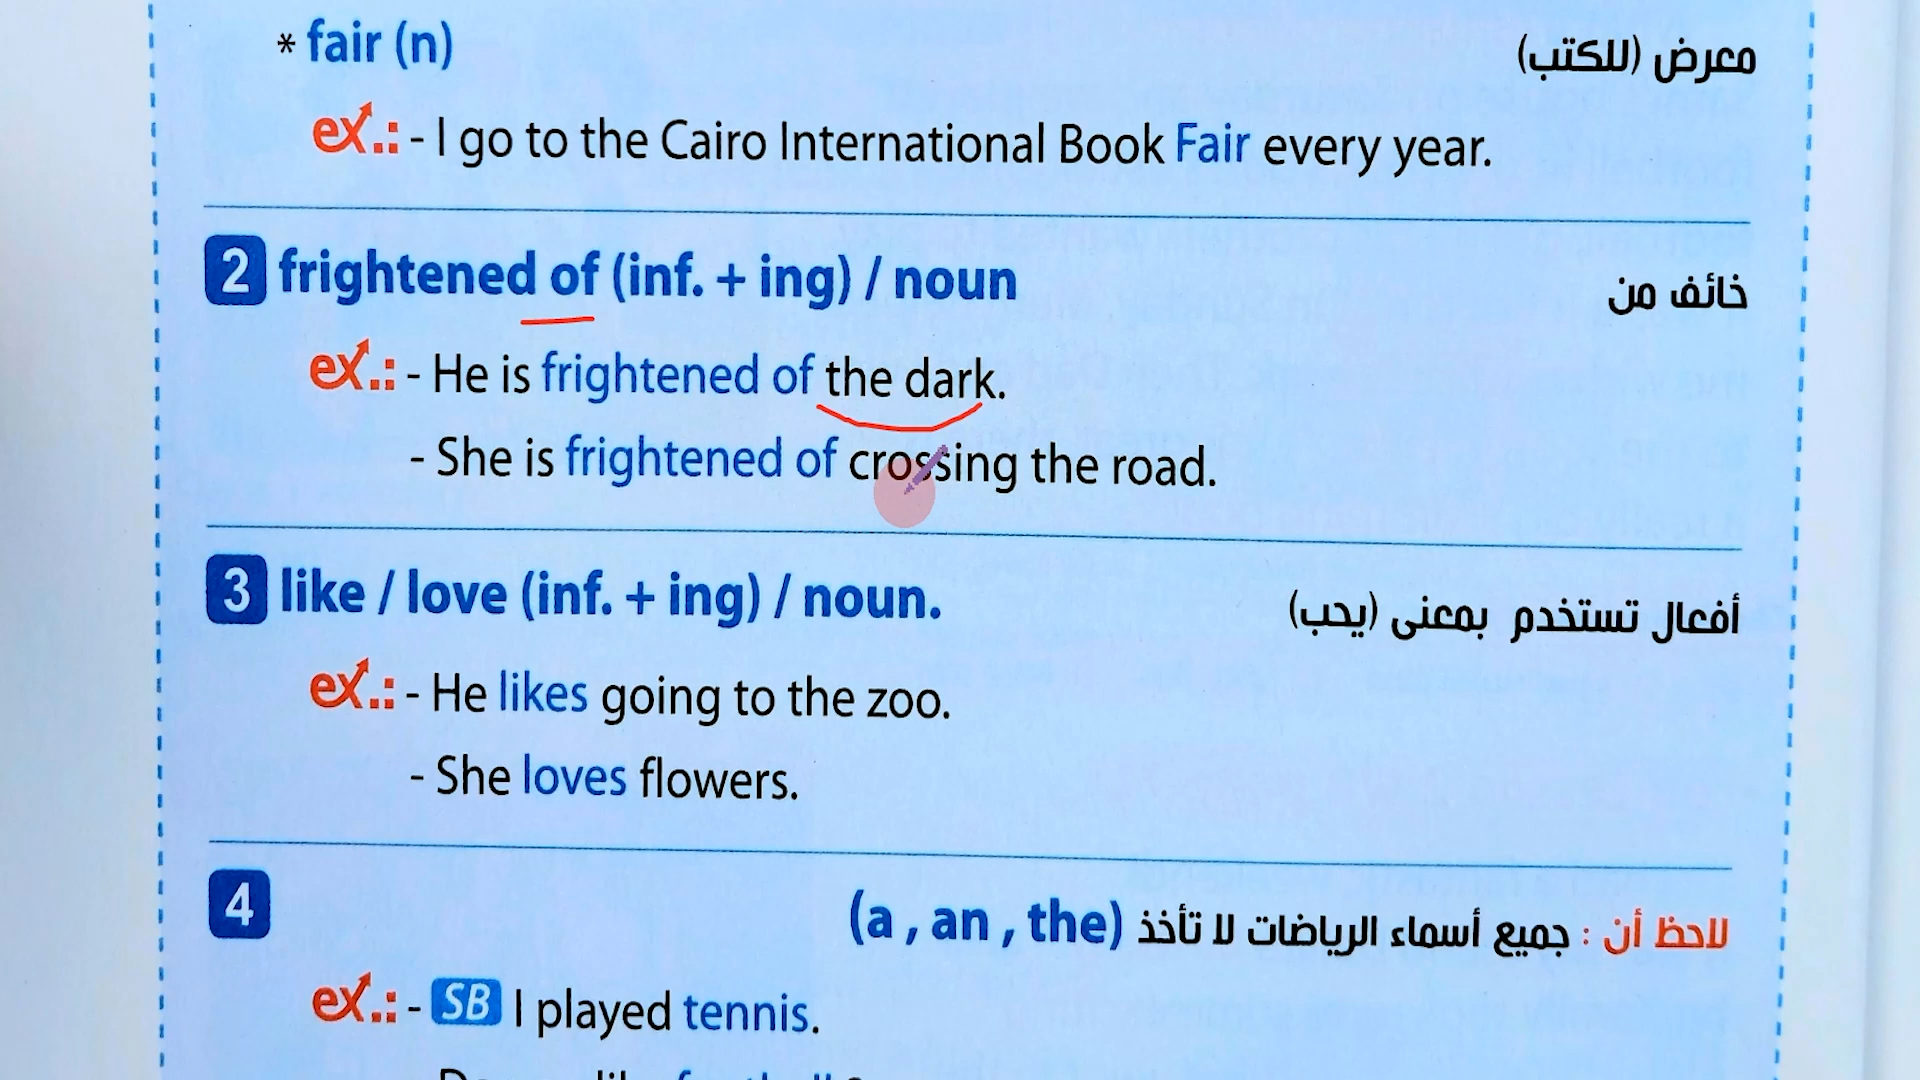 * fair (n) معرض (للكتب)
ex.: - I go to the Cairo International Book Fair every year.
2 frightened of (inf. + ing) / noun خائف من
ex.: - He is frightened of the dark.
- She is frightened of crossing the road.
3 like / love (inf. + ing) / noun. أفعال تستخدم بمعنى (يحب)
ex.: - He likes going to the zoo.
- She loves flowers.
4 لاحظ أن : جميع أسماء الرياضات لا تأخذ (a , an , the)
ex.: - SB I played tennis.